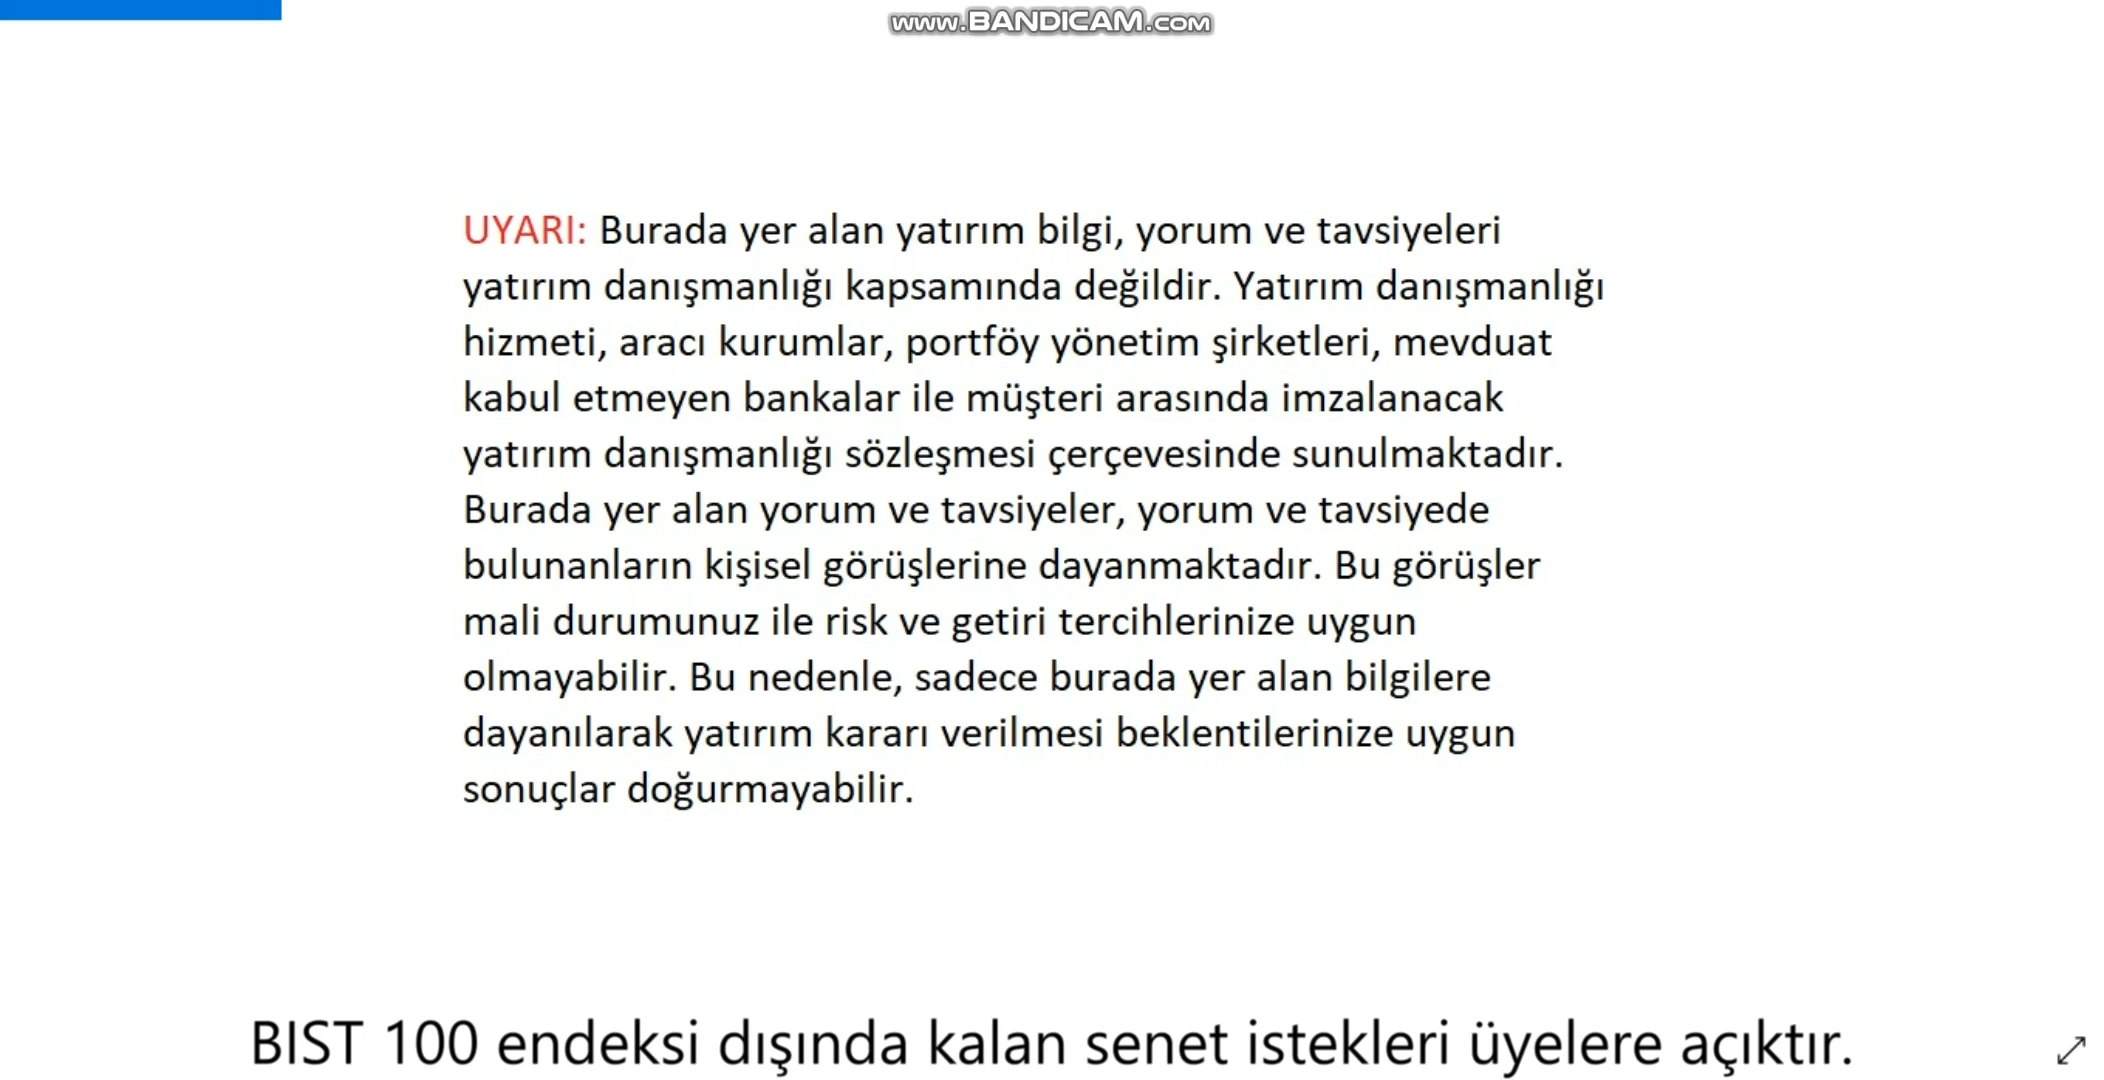 www.BANDICAM.com
UYARI: Burada yer alan yatırım bilgi, yorum ve tavsiyeleri
yatırım danışmanlığı kapsamında değildir. Yatırım danışmanlığı
hizmeti, aracı kurumlar, portföy yönetim şirketleri, mevduat
kabul etmeyen bankalar ile müşteri arasında imzalanacak
yatırım danışmanlığı sözleşmesi çerçevesinde sunulmaktadır.
Burada yer alan yorum ve tavsiyeler, yorum ve tavsiyede
bulunanların kişisel görüşlerine dayanmaktadır. Bu görüşler
mali durumunuz ile risk ve getiri tercihlerinize uygun
olmayabilir. Bu nedenle, sadece burada yer alan bilgilere
dayanılarak yatırım kararı verilmesi beklentilerinize uygun
sonuçlar doğurmayabilir.
BIST 100 endeksi dışında kalan senet istekleri üyelere açıktır.